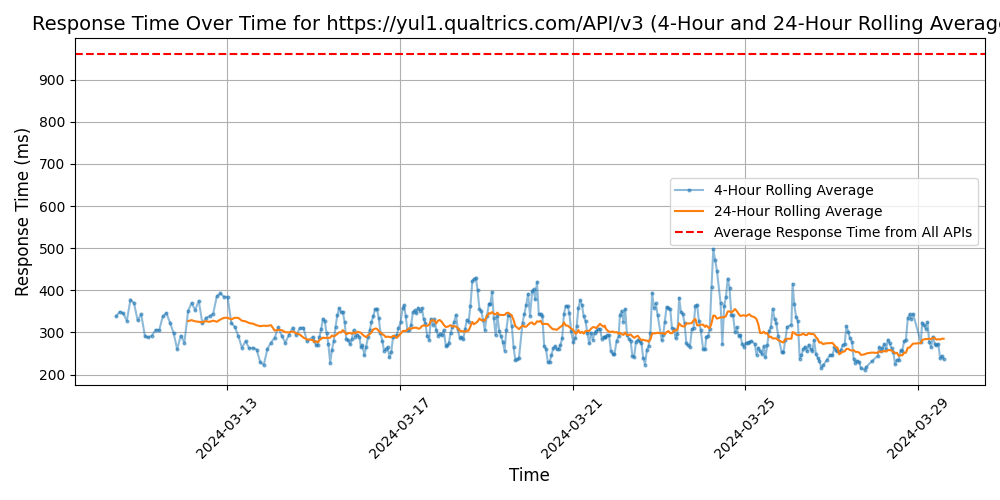 Response Time Over Time for https://yul1.qualtrics.com/API/v3 (4-Hour and 24-Hour Rolling Average
900
800
700
600
500
400
300
200
Response Time (ms)
4-Hour Rolling Average
24-Hour Rolling Average
Average Response Time from All APIs
2024-03-13
2024-03-17
2024-03-21
2024-03-25
2024-03-29
Time